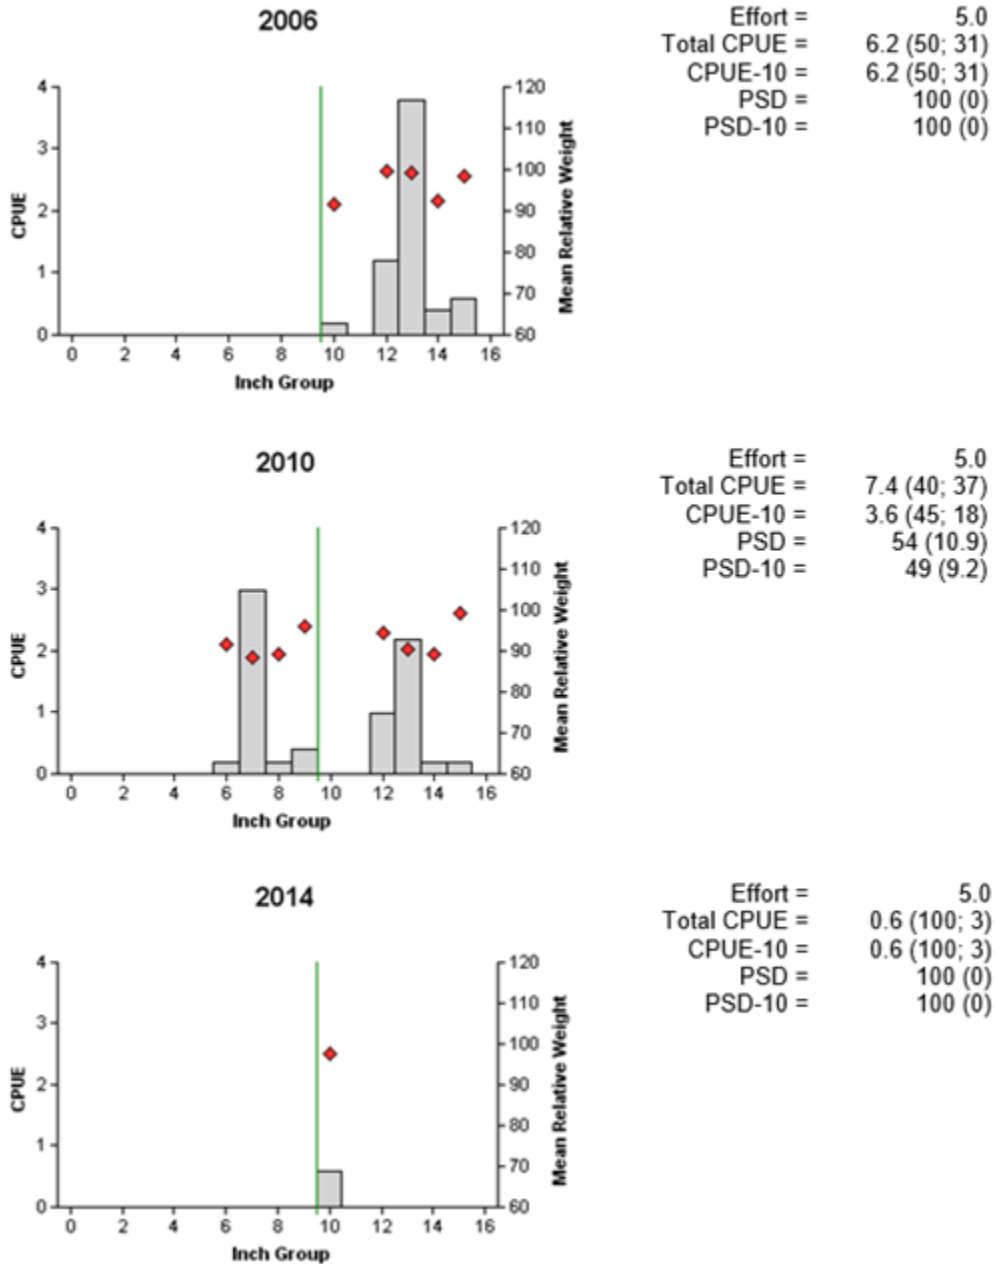 2006
Effort = 5.0
Total CPUE = 6.2 (50; 31)
CPUE-10 = 6.2 (50; 31)
PSD = 100 (0)
PSD-10 = 100 (0)
4
3
2
1
0
CPUE
120
110
100
90
80
70
60
Mean Relative Weight
0 2 4 6 8 10 12 14 16
Inch Group
2010
Effort = 5.0
Total CPUE = 7.4 (40; 37)
CPUE-10 = 3.6 (45; 18)
PSD = 54 (10.9)
PSD-10 = 49 (9.2)
4
3
2
1
0
CPUE
120
110
100
90
80
70
60
Mean Relative Weight
0 2 4 6 8 10 12 14 16
Inch Group
2014
Effort = 5.0
Total CPUE = 0.6 (100; 3)
CPUE-10 = 0.6 (100; 3)
PSD = 100 (0)
PSD-10 = 100 (0)
4
3
2
1
0
CPUE
120
110
100
90
80
70
60
Mean Relative Weight
0 2 4 6 8 10 12 14 16
Inch Group